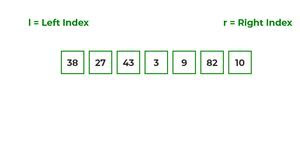 l = Left Index
r = Right Index
38 27 43 3 9 82 10